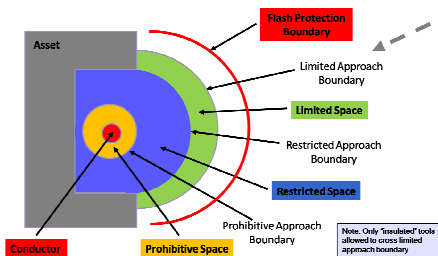 Flash Protection
Boundary
Asset
Limited Approach
Boundary
Limited Space
Restricted Approach
Boundary
Restricted Space
Prohibitive Approach
Boundary
Conductor
Prohibitive Space
Note. Only "insulated" tools
allowed to cross limited
approach boundary